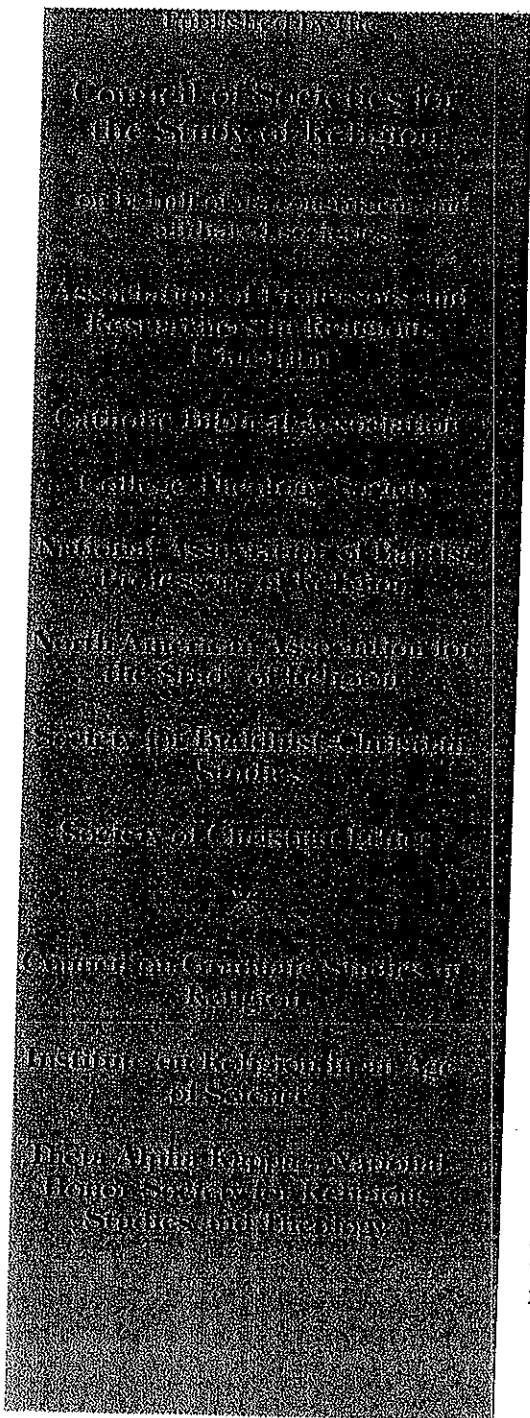 Published by the
Council of Societies for
the Study of Religion
on behalf of its constituent and
affiliated societies
Association of Professors and
Researchers in Religious
Education
Catholic Biblical Association
College Theology Society
National Association of Baptist
Professors of Religion
North American Association for
the Study of Religion
Society for Buddhist-Christian
Studies
Society of Christian Ethics
Council on Graduate Studies in
Religion
Institute on Religion in an Age
of Science
Theta Alpha Kappa: National
Honor Society for Religious
Studies and Theology